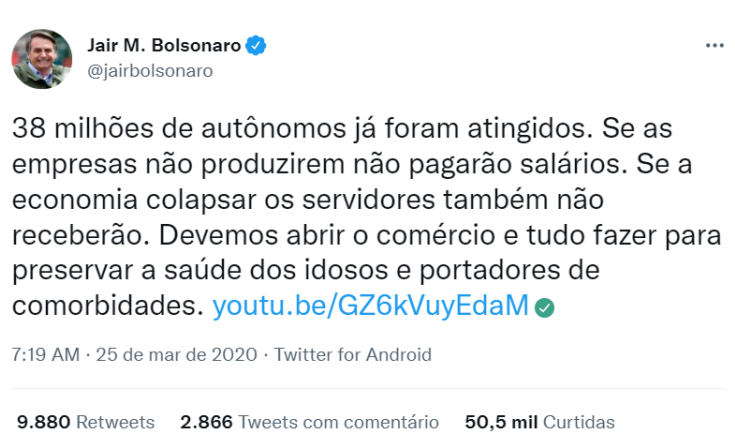 Jair M. Bolsonaro
@jairbolsonaro
38 milhões de autônomos já foram atingidos. Se as
empresas não produzirem não pagarão salários. Se a
economia colapsar os servidores também não
receberão. Devemos abrir o comércio e tudo fazer para
preservar a saúde dos idosos e portadores de
comorbidades. youtu.be/GZ6kVuyEdaM
7:19 AM · 25 de mar de 2020 · Twitter for Android
9.880 Retweets 2.866 Tweets com comentário 50,5 mil Curtidas